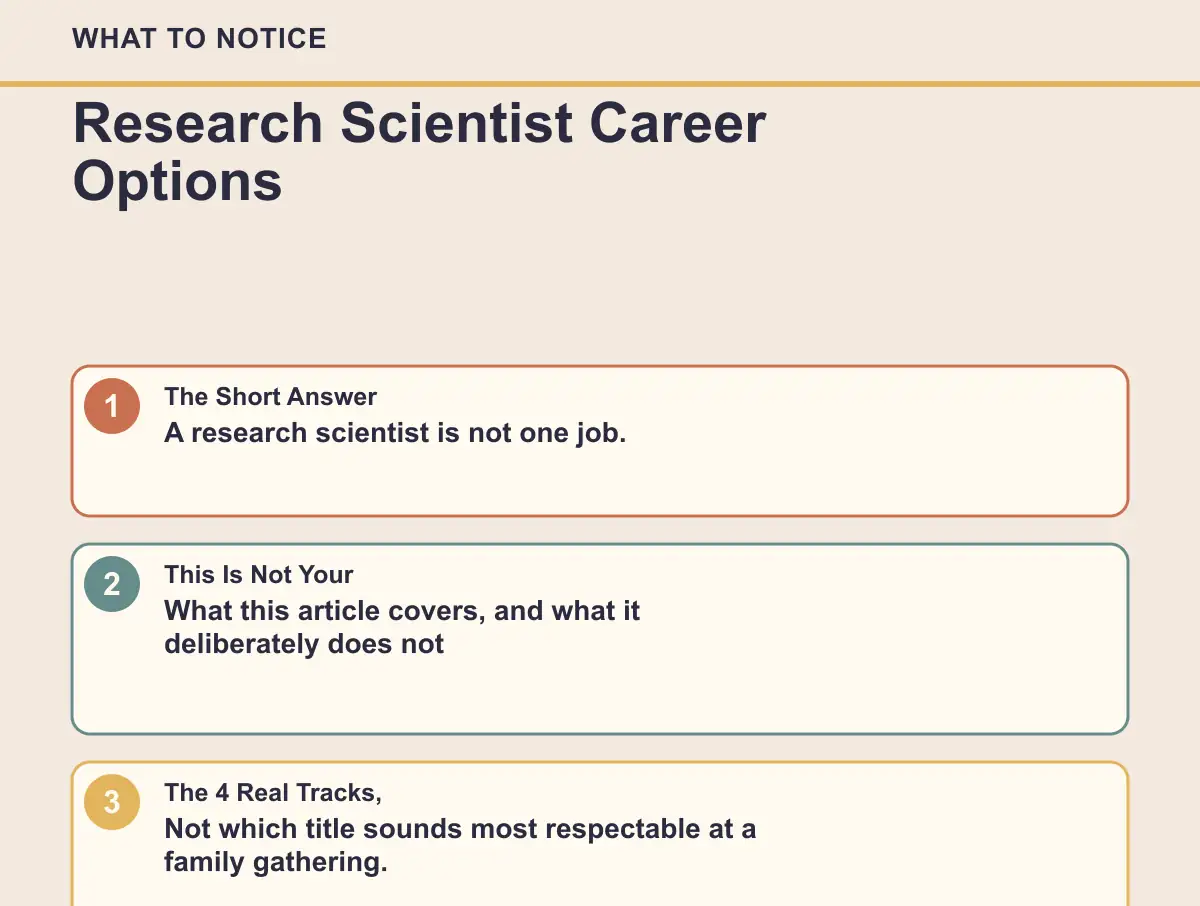 WHAT TO NOTICE
Research Scientist Career
Options
1
The Short Answer
A research scientist is not one job.
2
This Is Not Your
What this article covers, and what it
deliberately does not
3
The 4 Real Tracks,
Not which title sounds most respectable at a
family gathering.